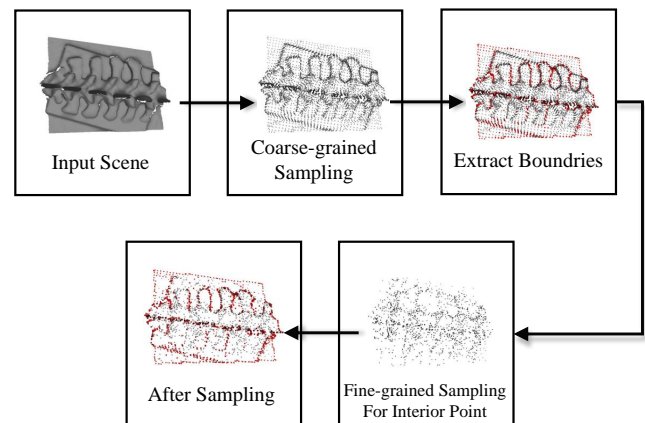 Input Scene
Coarse-grained
Sampling
Extract Boundries
After Sampling
Fine-grained Sampling
For Interior Point